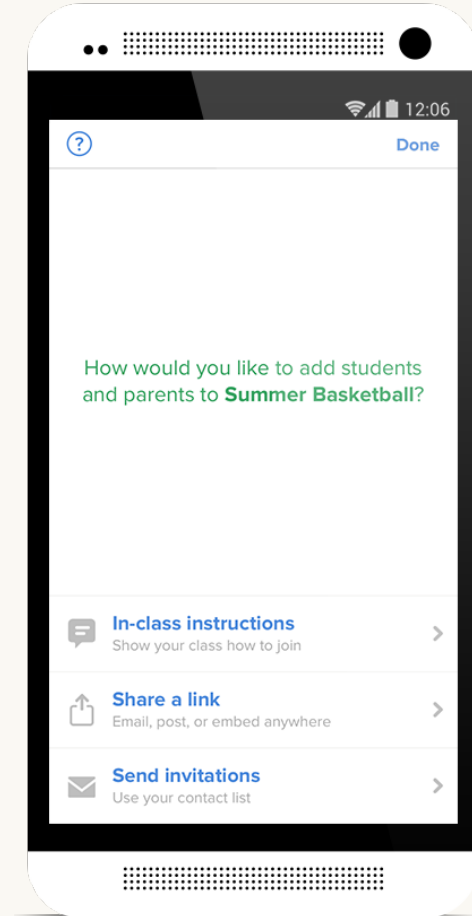 12:06
?
Done
How would you like to add students
and parents to Summer Basketball?
In-class instructions
Show your class how to join
Share a link
Email, post, or embed anywhere
Send invitations
Use your contact list